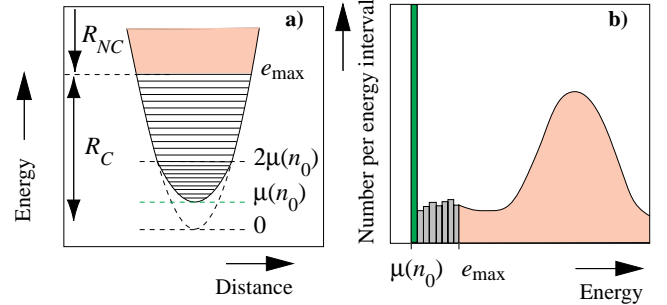 a)
R_NC
e_max
R_C
2μ(n_0)
μ(n_0)
0
Energy
Distance
b)
Number per energy interval
μ(n_0) e_max
Energy